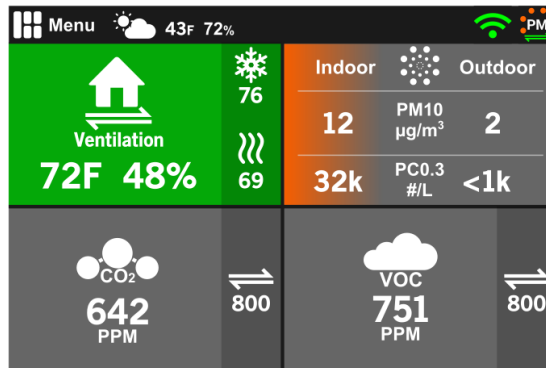 Menu 43F 72% PM
Indoor Outdoor
76
12 PM10 µg/m³ 2
Ventilation
72F 48% 69
32k PC0.3 #/L <1k
CO₂
642 800
PPM
VOC
751 800
PPM